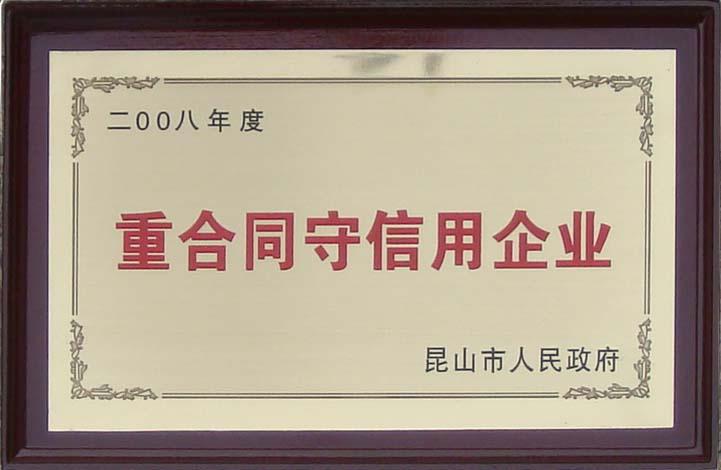 二00八年度
重合同守信用企业
昆山市人民政府